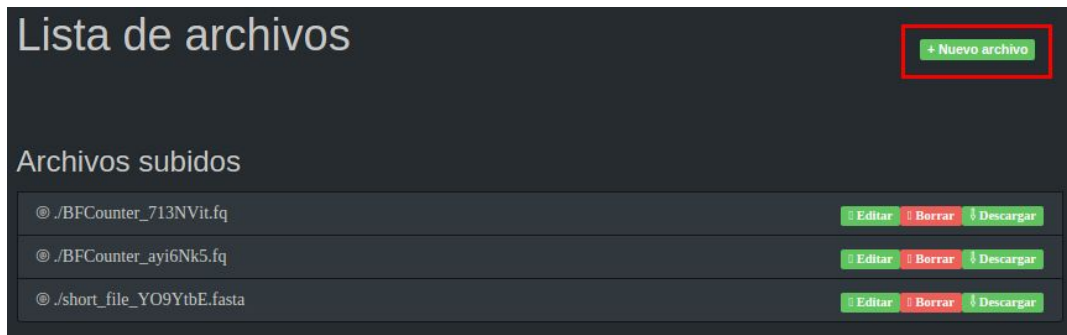 Lista de archivos
+ Nuevo archivo
Archivos subidos
./BFCounter_713NVit.fq Editar Borrar Descargar
./BFCounter_ayi6Nk5.fq Editar Borrar Descargar
./short_file_YO9YtbE.fasta Editar Borrar Descargar